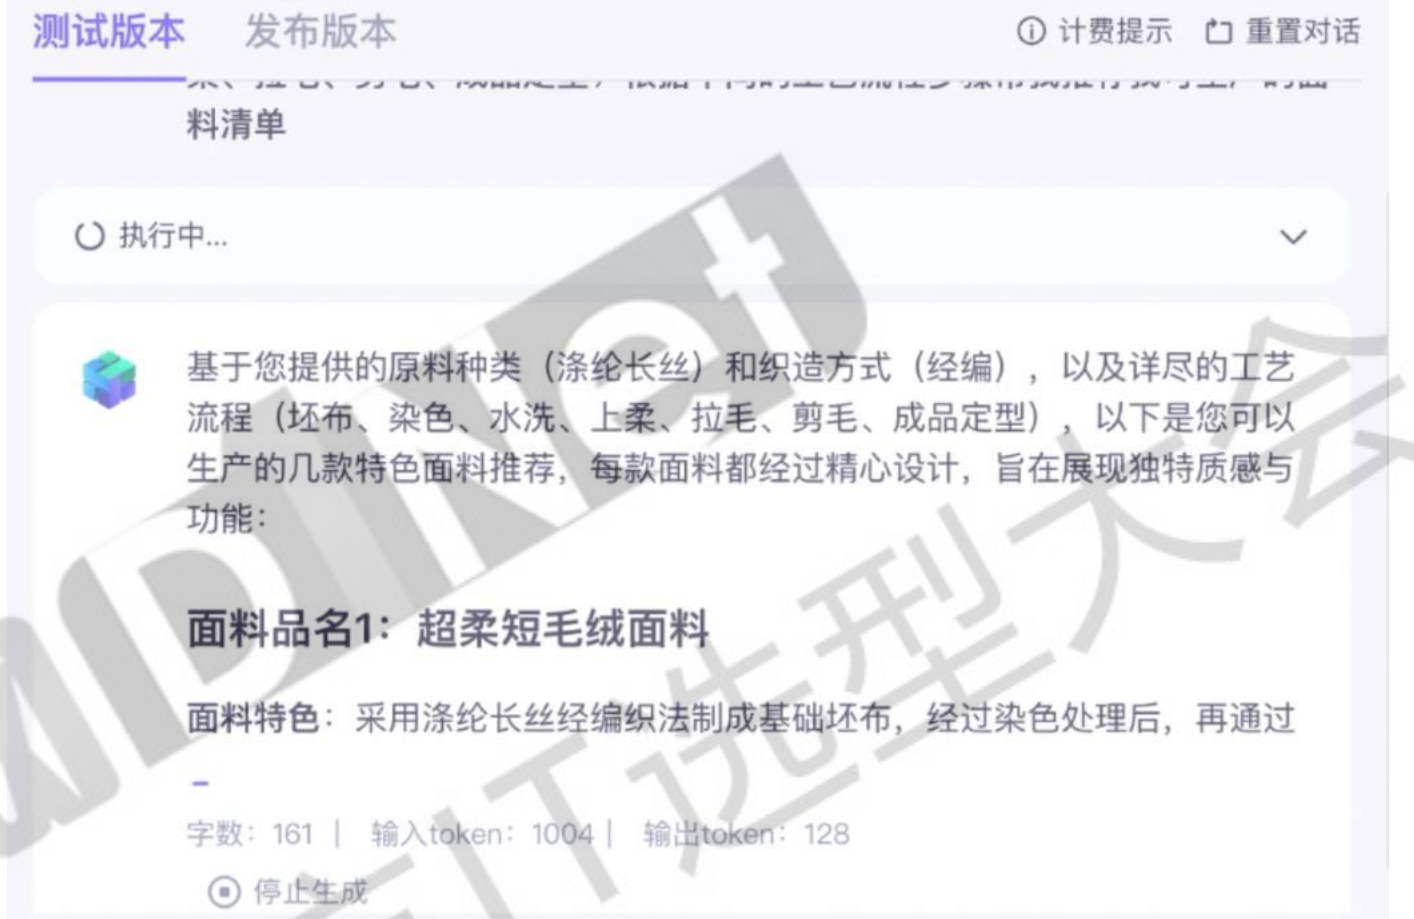 测试版本 发布版本 计费提示 重置对话
料清单
执行中...
基于您提供的原料种类（涤纶长丝）和织造方式（经编），以及详尽的工艺
流程（坯布、染色、水洗、上柔、拉毛、剪毛、成品定型），以下是您可以
生产的几款特色面料推荐，每款面料都经过精心设计，旨在展现独特质感与
功能：
面料品名1：超柔短毛绒面料
面料特色：采用涤纶长丝经编织法制成基础坯布，经过染色处理后，再通过
字数：161 | 输入token：1004 | 输出token：128
停止生成
IT选型大会